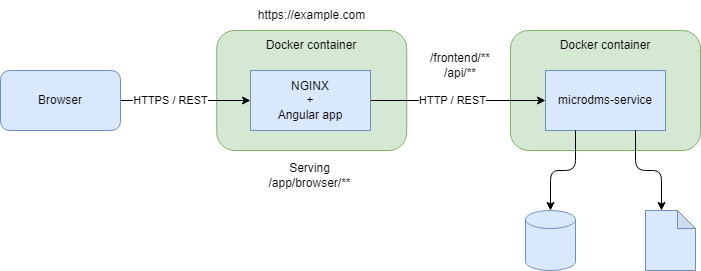 https://example.com
Docker container
Docker container
/frontend/**
/api/**
Browser
HTTPS / REST
NGINX
+
Angular app
HTTP / REST
microdms-service
Serving
/app/browser/**